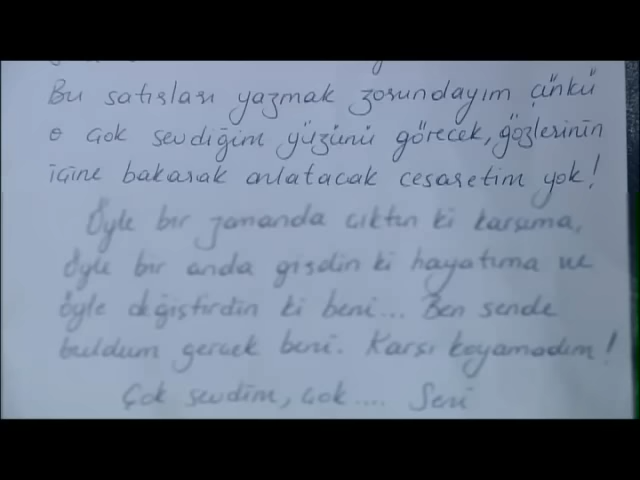 Bu satırları yazmak zorundayım çünkü
o çok sevdiğim yüzünü görecek, gözlerinin
içine bakarak anlatacak cesaretim yok!
Öyle bir zamanda çıktın ki karşıma,
öyle bir anda girdin ki hayatıma ve
öyle değiştirdin ki beni... Ben sende
buldum gerçek beni. Karşı koyamadım!
Çok sevdim, çok.... Seni